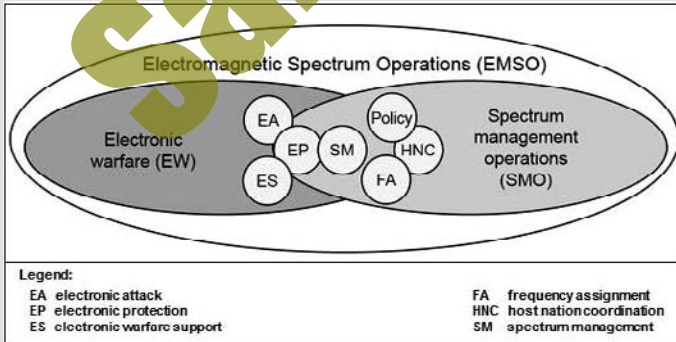 Electromagnetic Spectrum Operations (EMSO)
Electronic
warfare (EW)
EA
EP
ES
SM
Policy
HNC
FA
Spectrum
management
operations
(SMO)
Legend:
EA electronic attack
EP electronic protection
ES electronic warfare support
FA frequency assignment
HNC host nation coordination
SM spectrum management